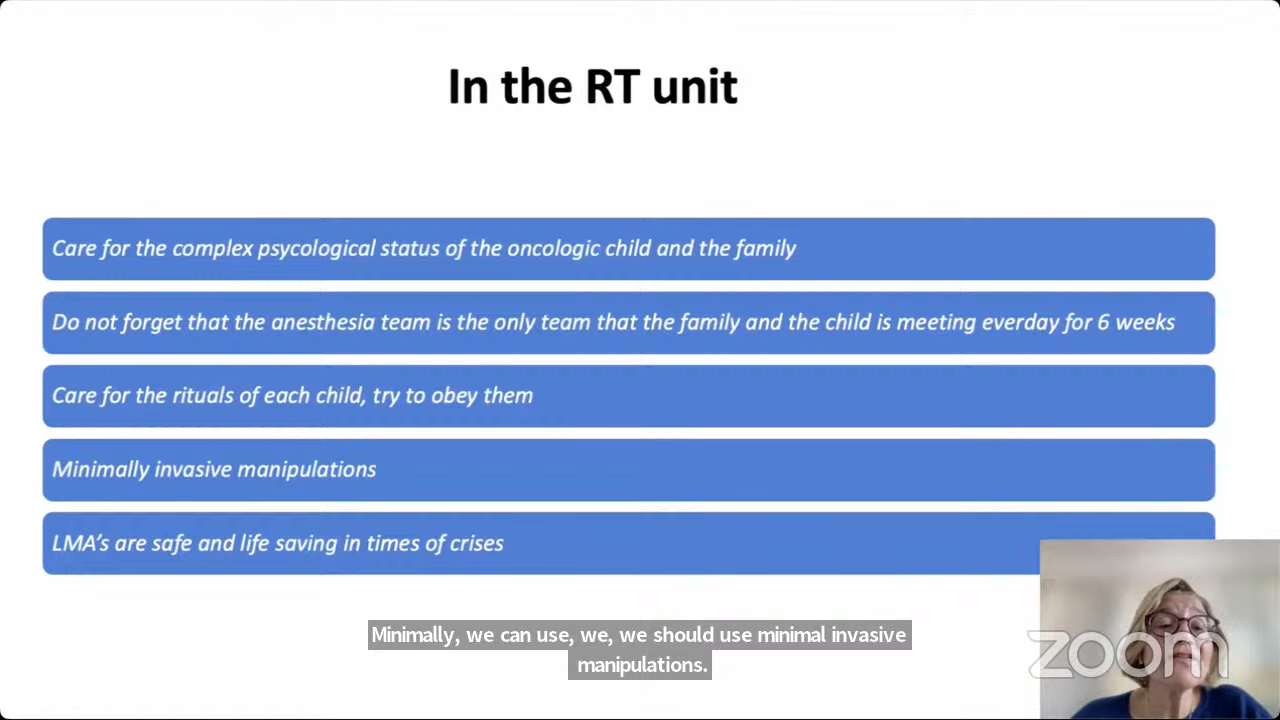 In the RT unit
Care for the complex psycological status of the oncologic child and the family
Do not forget that the anesthesia team is the only team that the family and the child is meeting everday for 6 weeks
Care for the rituals of each child, try to obey them
Minimally invasive manipulations
LMA's are safe and life saving in times of crises
Minimally, we can use, we, we should use minimal invasive
manipulations.
zoom